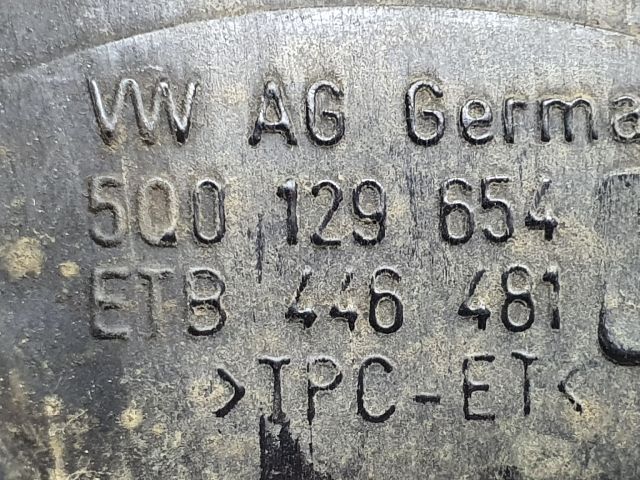 VW AG Germa
5Q0 129 654
ETB 446 481
>TPC-ET<